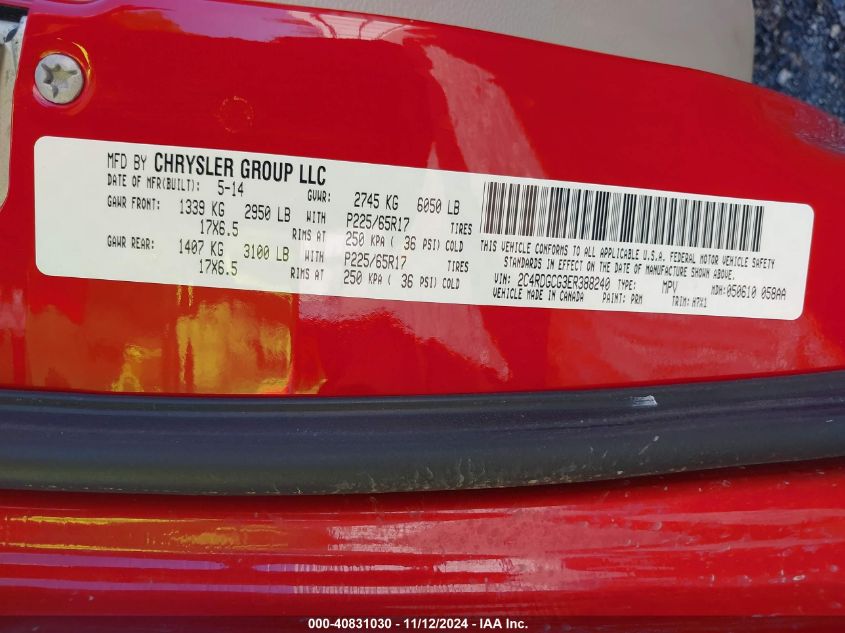 MFD BY CHRYSLER GROUP LLC
DATE OF MFR(BUILT): 5-14 GVWR: 2745 KG 6050 LB
GAWR FRONT: 1339 KG 2950 LB WITH P225/65R17 TIRES
17X6.5 RIMS AT 250 KPA ( 36 PSI) COLD
GAWR REAR: 1407 KG 3100 LB WITH P225/65R17 TIRES
17X6.5 RIMS AT 250 KPA ( 36 PSI) COLD
THIS VEHICLE CONFORMS TO ALL APPLICABLE U.S.A. FEDERAL MOTOR VEHICLE SAFETY
STANDARDS IN EFFECT ON THE DATE OF MANUFACTURE SHOWN ABOVE.
VIN: 2C4RDGCG3ER388240 TYPE: MPV MDH: 050610 058AA
VEHICLE MADE IN CANADA PAINT: PRM TRIM: H7X1
000-40831030 - 11/12/2024 - IAA Inc.